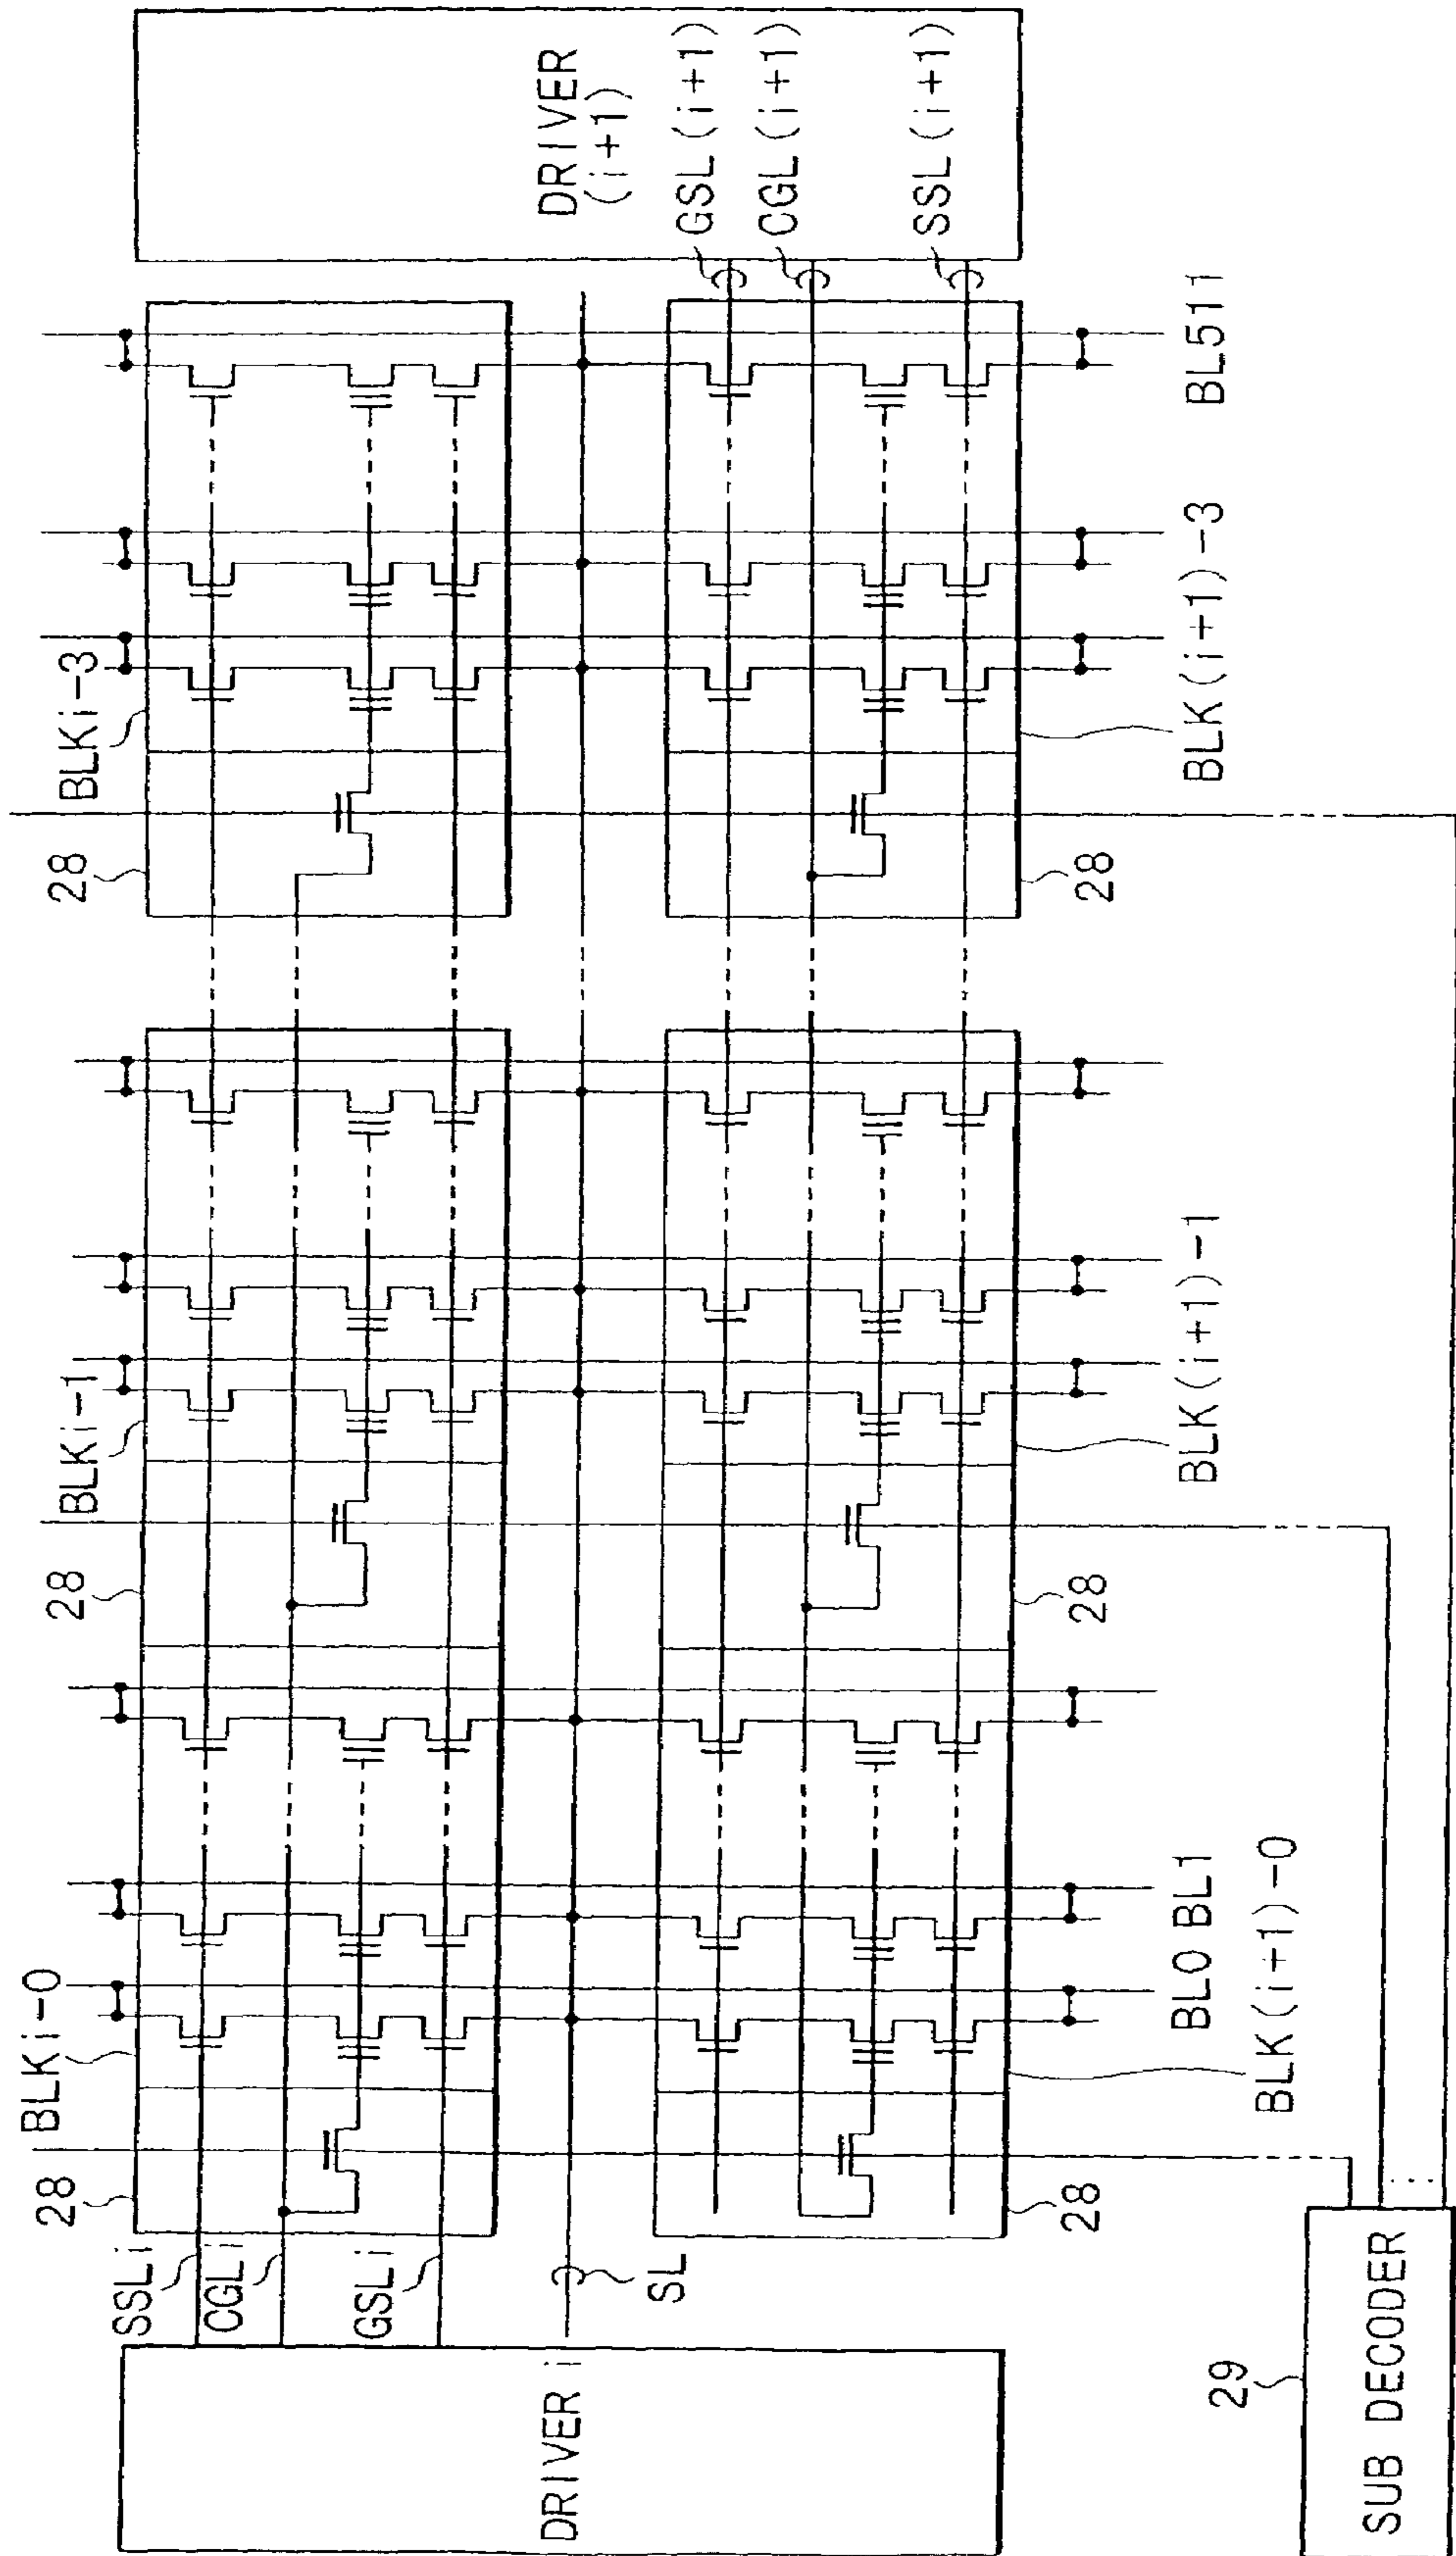 DRIVER i
SSLi
CGLi
GSLi
SL
28
BLKi-0
28
BLKi-1
28
BLKi-3
28
BLK(i+1)-0
BL0 BL1
28
BLK(i+1)-1
28
BLK(i+1)-3
BL511
DRIVER
(i+1)
GSL(i+1)
CGL(i+1)
SSL(i+1)
29
SUB DECODER